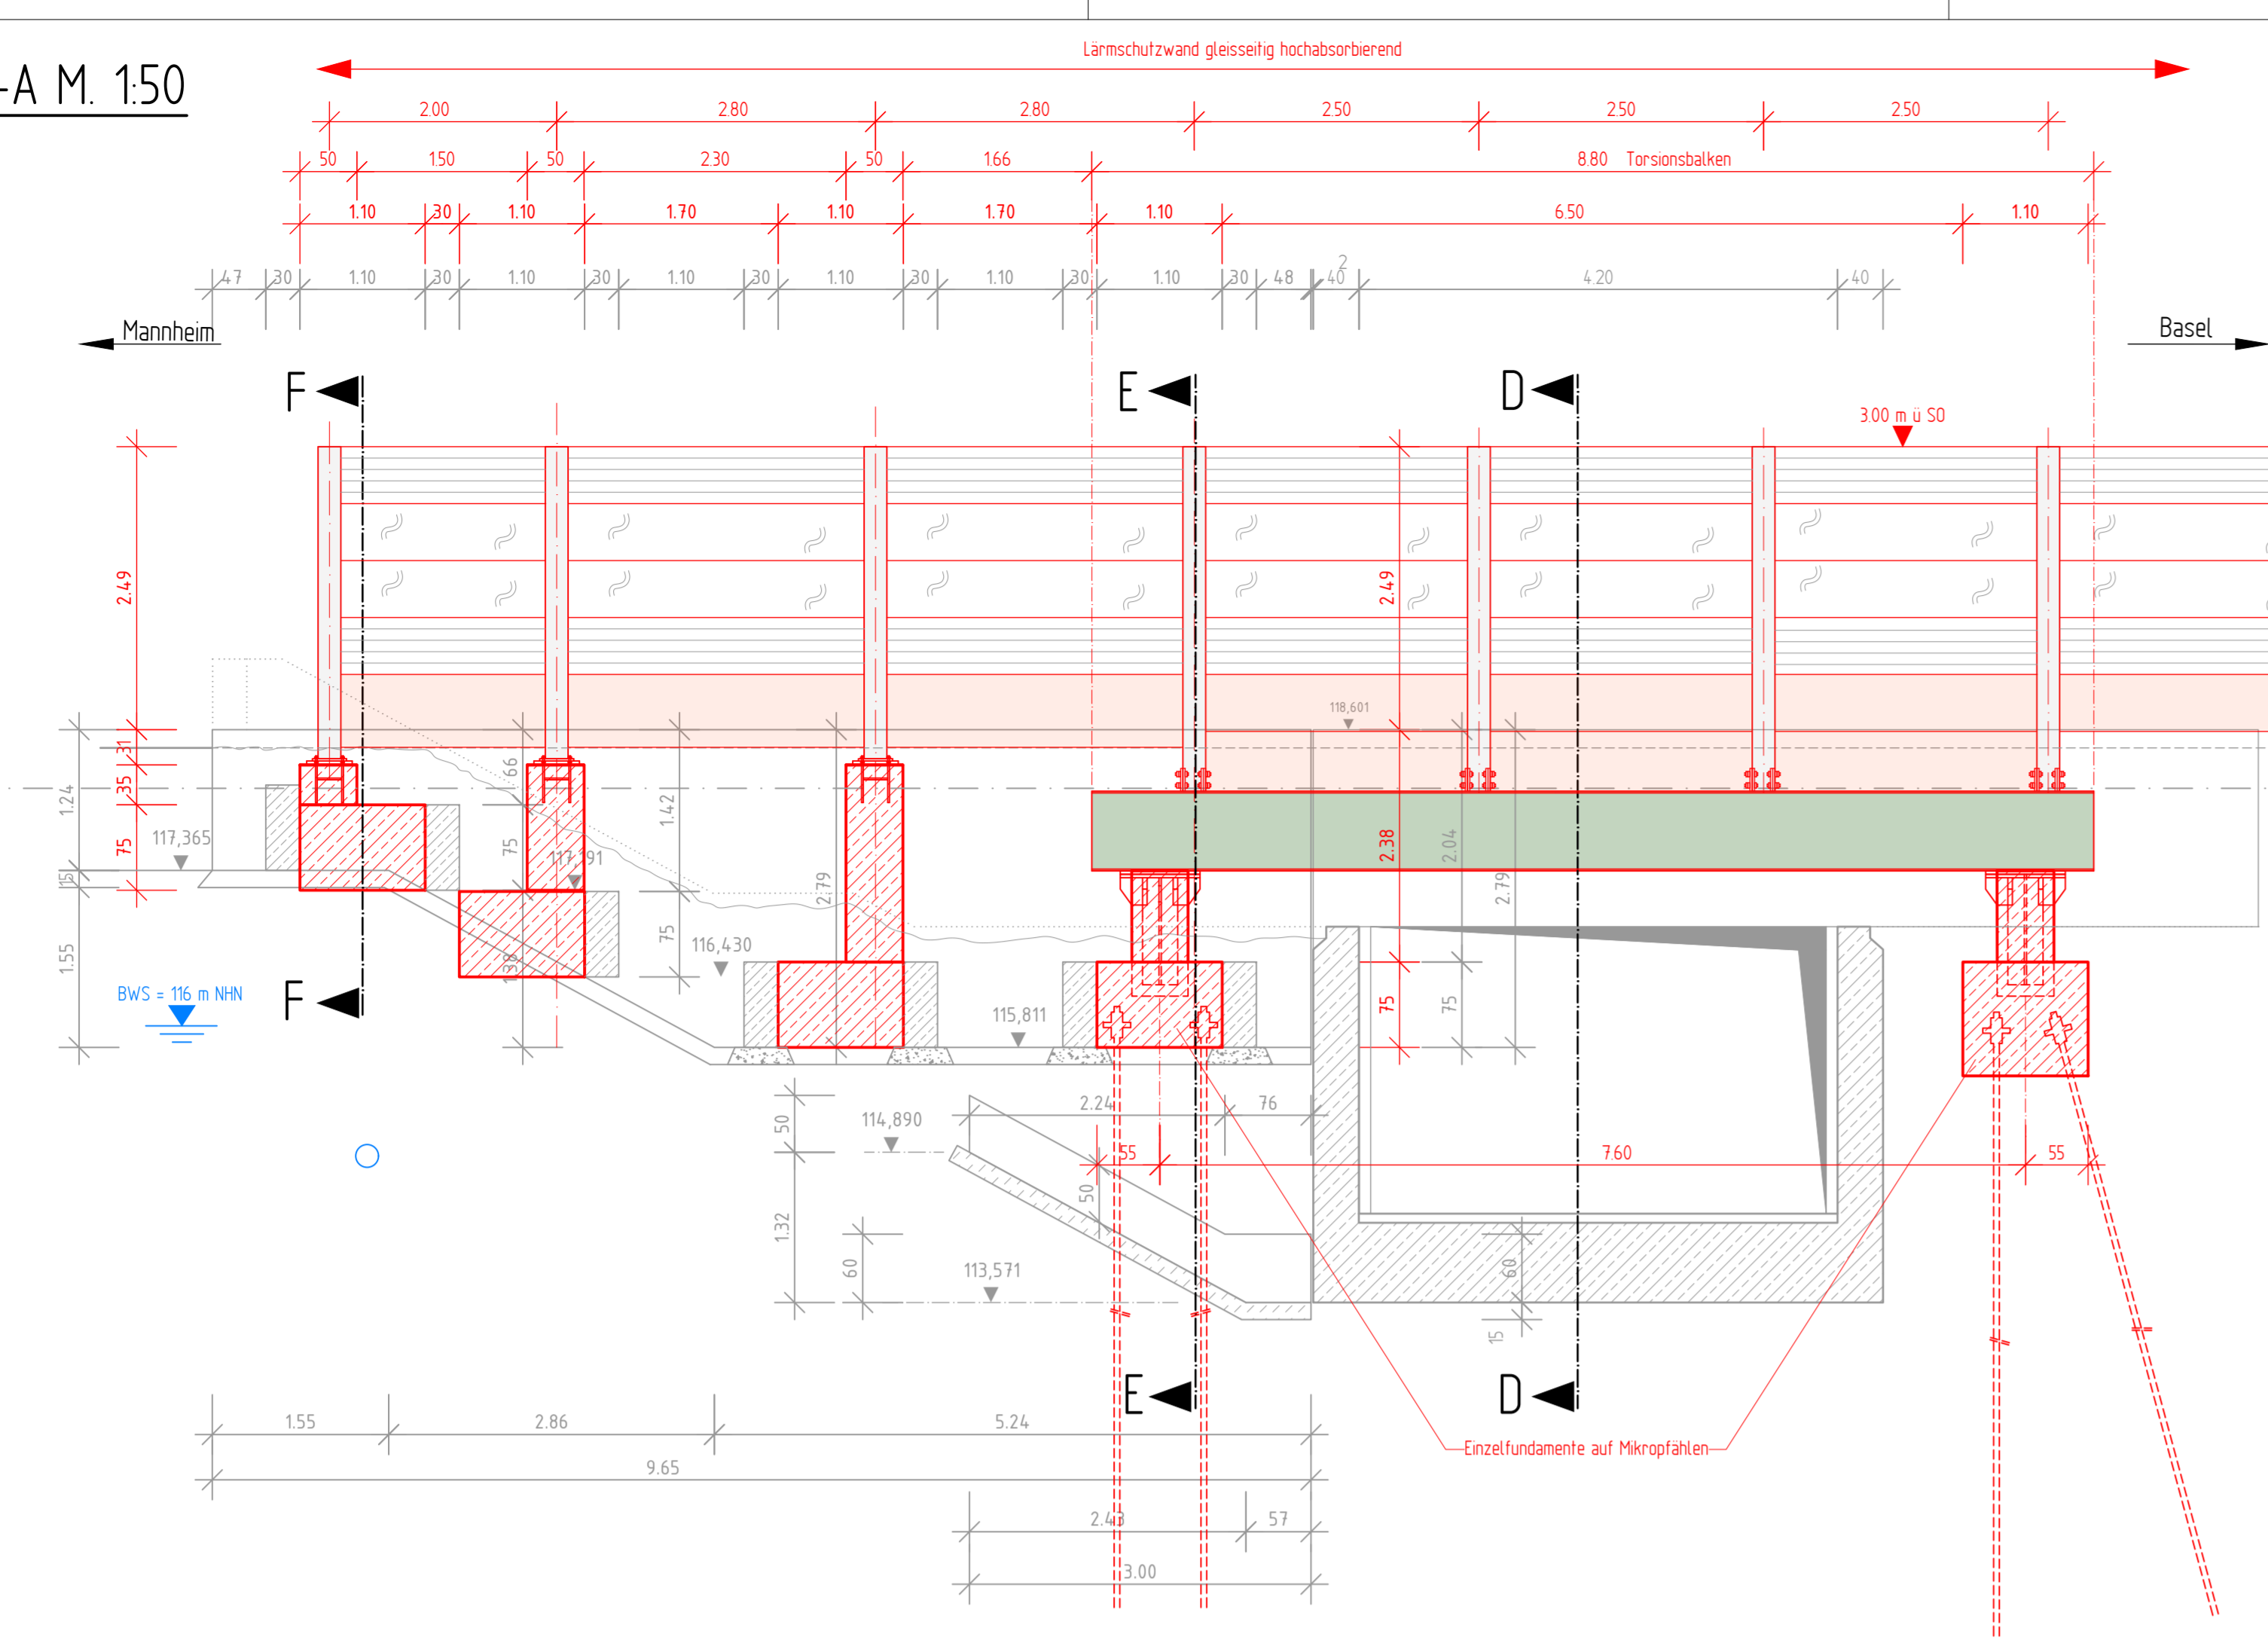 Lärmschutzwand gleisseitig hochabsorbierend
-A M. 1:50
2.00 2.80 2.80 2.50 2.50 2.50
50 1.50 50 2.30 50 1.66 8.80 Torsionsbalken
1.10 30 1.10 1.70 1.10 1.70 1.10 6.50 1.10
2
47 30 1.10 30 1.10 30 1.10 30 1.10 30 1.10 30 1.10 30 48 40 4.20 40
Mannheim
Basel
F
E
D
3.00 m ü SO
2.49
2.49
118,601
31
66
35
1.24
1.42
75
117,365
75
117,191
2.79
2.38
2.04
2.79
15
1.55
1.38
75
116,430
BWS = 116 m NHN
F
115,811
75
75
50
114,890
2.24
76
55
7.60
55
50
1.32
60
113,571
60
15
E
D
1.55
2.86
5.24
Einzelfundamente auf Mikropfählen
9.65
2.43
57
3.00